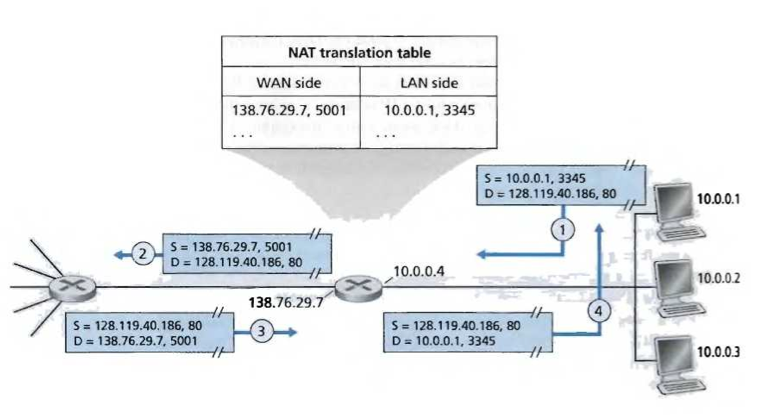 NAT translation table
WAN side LAN side
138.76.29.7, 5001 10.0.0.1, 3345
. . . . . .
S = 10.0.0.1, 3345
D = 128.119.40.186, 80
10.0.0.1
1
S = 138.76.29.7, 5001
D = 128.119.40.186, 80
2
10.0.0.4
10.0.0.2
138.76.29.7
S = 128.119.40.186, 80
D = 138.76.29.7, 5001
3
S = 128.119.40.186, 80
D = 10.0.0.1, 3345
4
10.0.0.3